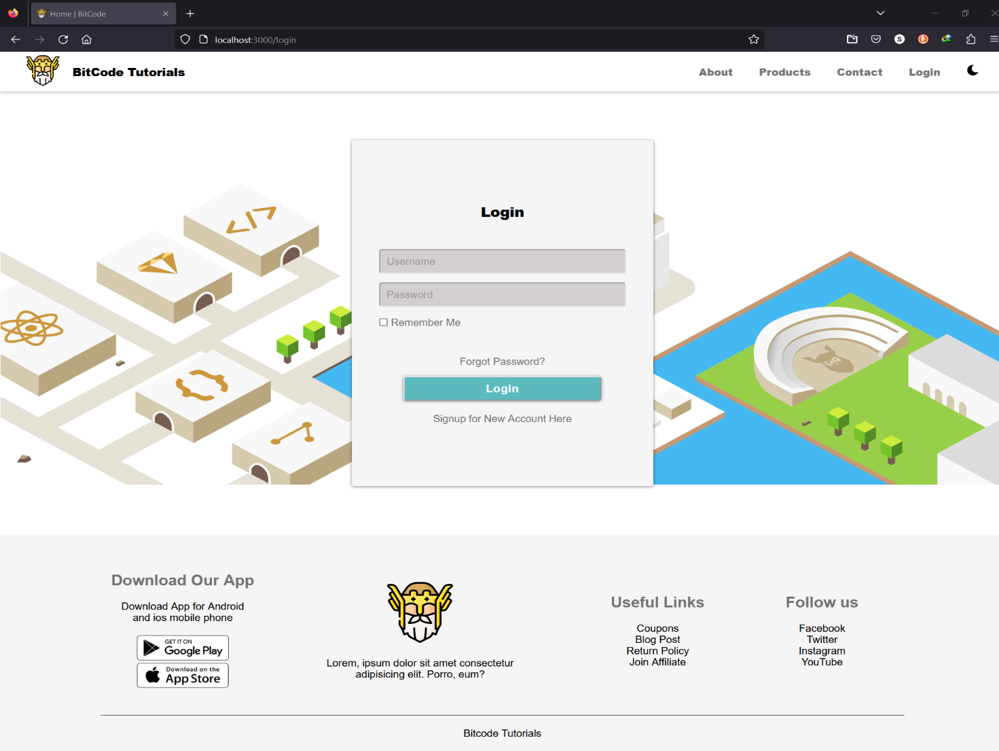 Home | BitCode
localhost:3000/login
S
BitCode Tutorials
About
Products
Contact
Login
</>
Login
Username
Password
Remember Me
Forgot Password?
Login
Signup for New Account Here
Download Our App
Download App for Android
and ios mobile phone
GET IT ON
Google Play
Download on the
App Store
Lorem, ipsum dolor sit amet consectetur
adipisicing elit. Porro, eum?
Useful Links
Coupons
Blog Post
Return Policy
Join Affiliate
Follow us
Facebook
Twitter
Instagram
YouTube
Bitcode Tutorials